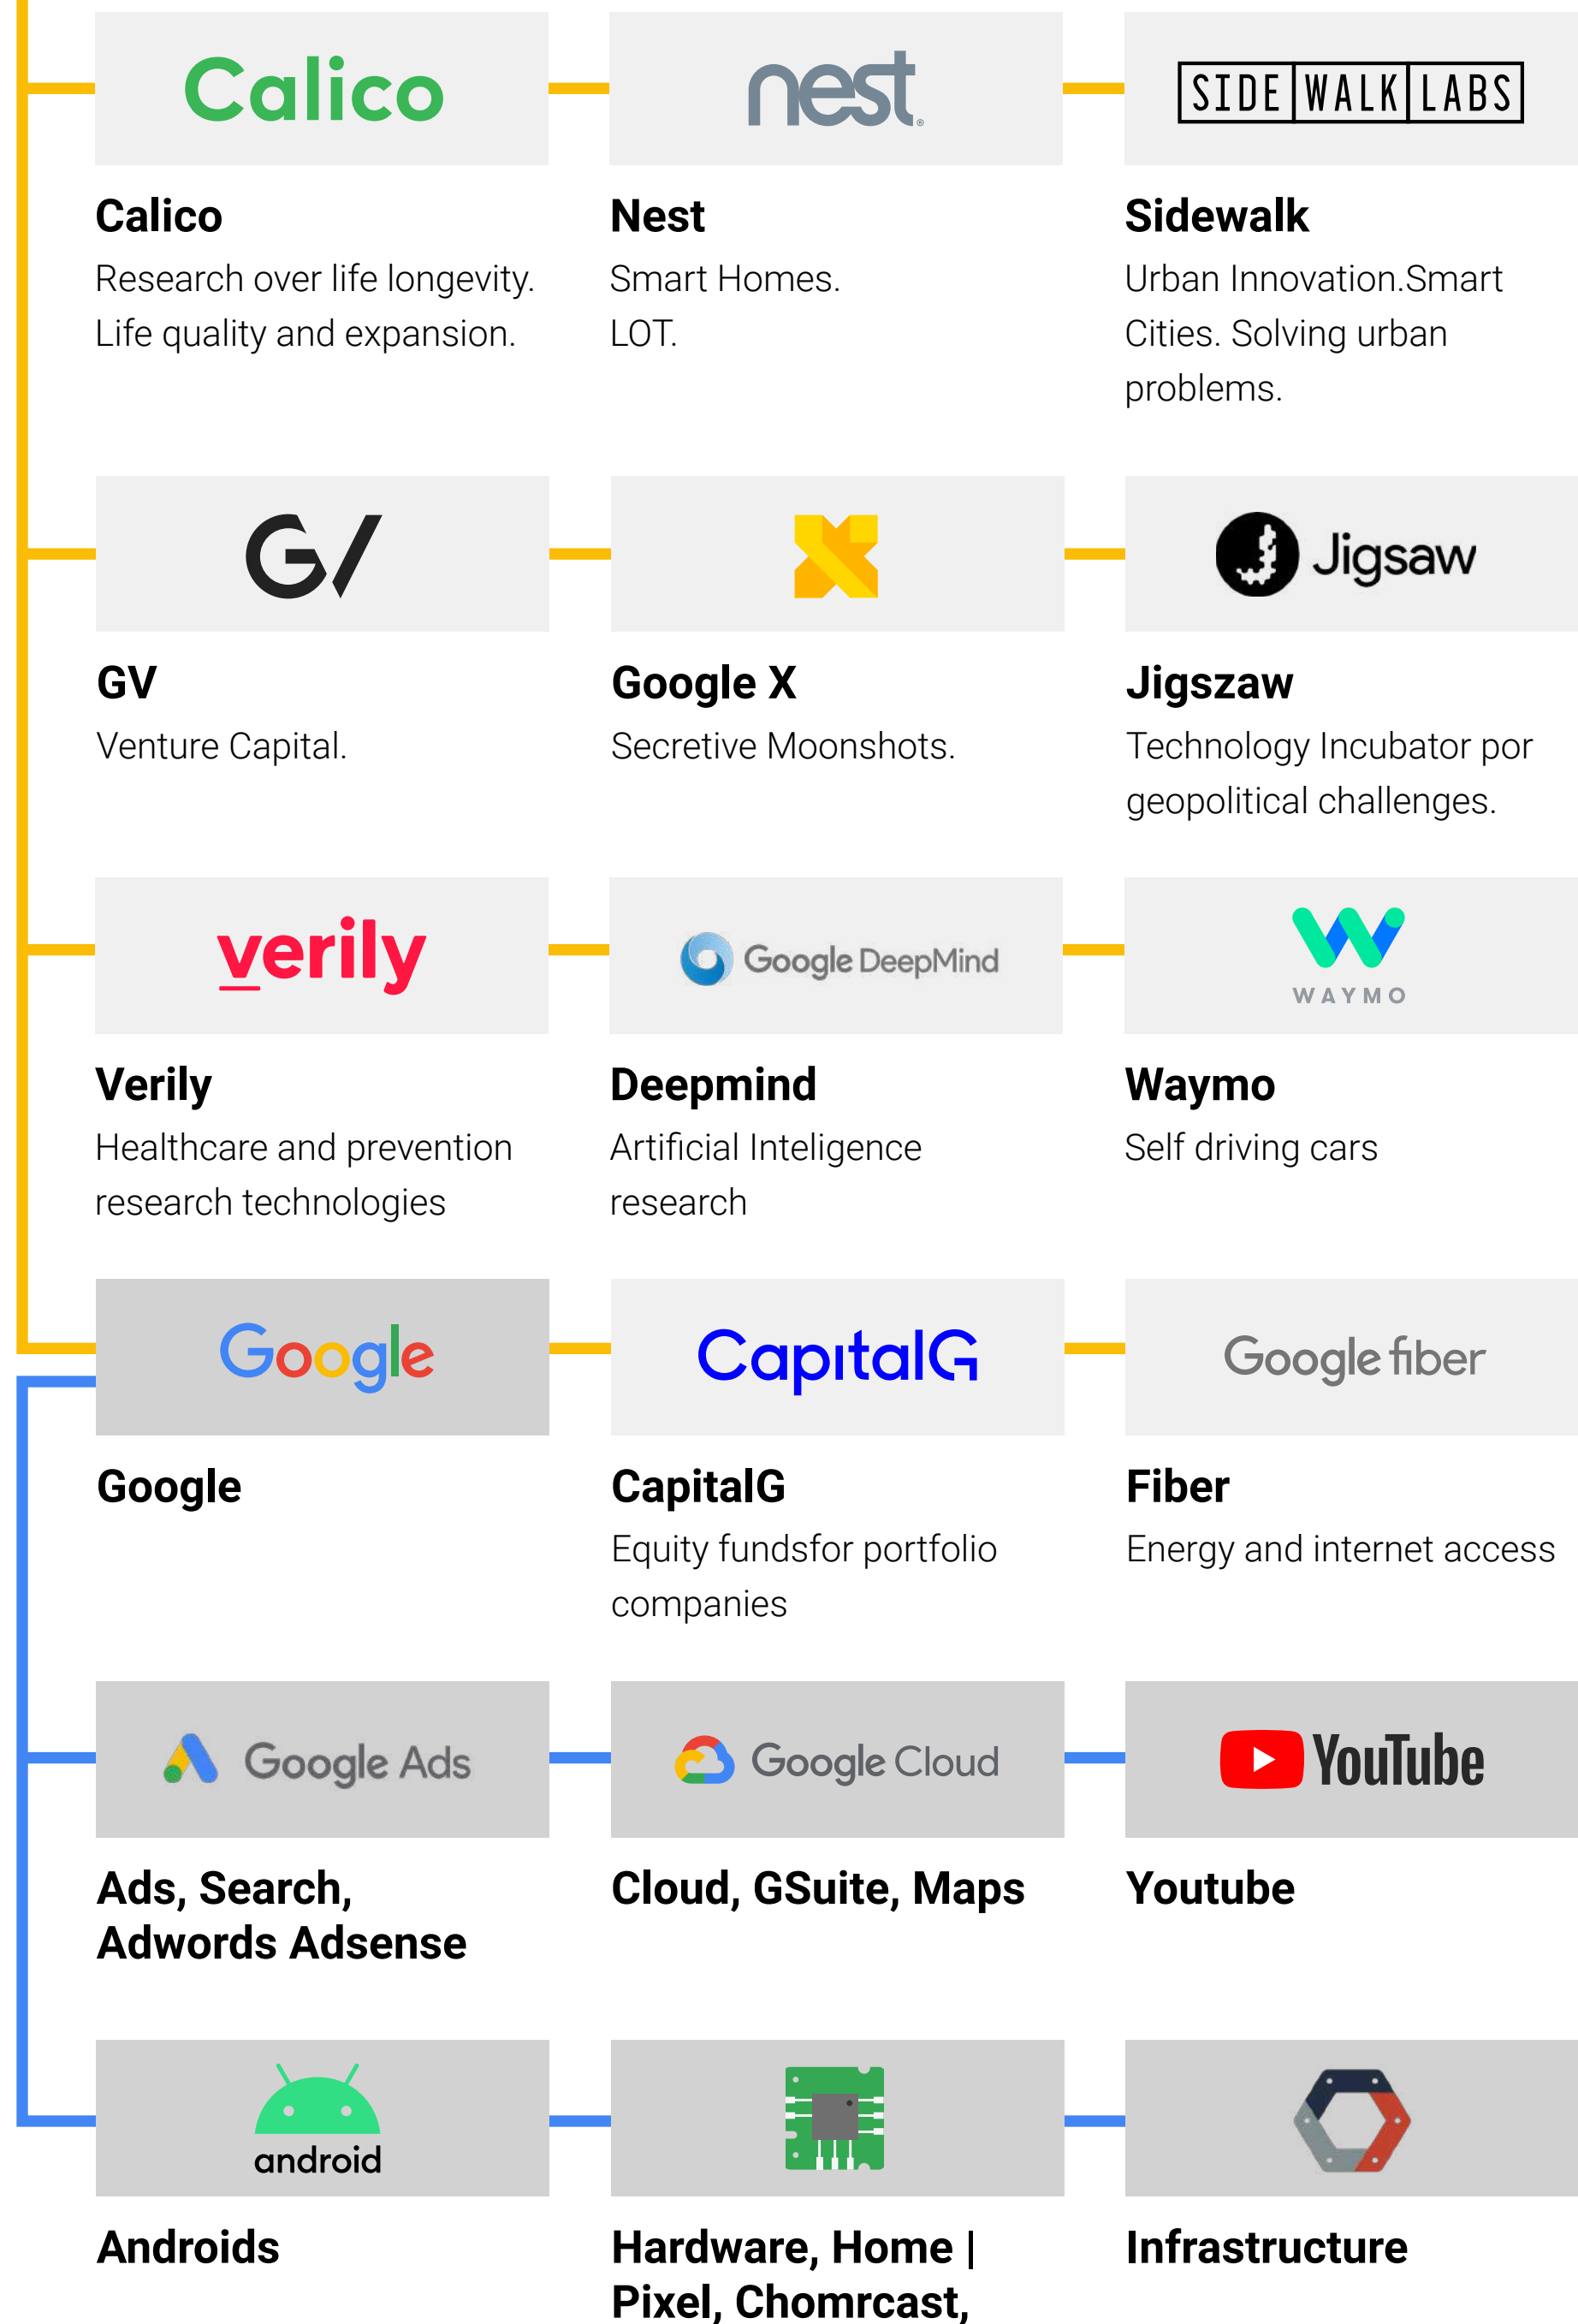 Calico
nest
SIDE WALK LABS
Calico
Research over life longevity.
Life quality and expansion.
Nest
Smart Homes.
LOT.
Sidewalk
Urban Innovation.Smart
Cities. Solving urban
problems.
GV
Jigsaw
GV
Venture Capital.
Google X
Secretive Moonshots.
Jigszaw
Technology Incubator por
geopolitical challenges.
verily
Google DeepMind
WAYMO
Verily
Healthcare and prevention
research technologies
Deepmind
Artificial Inteligence
research
Waymo
Self driving cars
Google
CapitalG
Google fiber
Google
CapitalG
Equity fundsfor portfolio
companies
Fiber
Energy and internet access
Google Ads
Google Cloud
YouTube
Ads, Search,
Adwords Adsense
Cloud, GSuite, Maps
Youtube
android
Androids
Hardware, Home |
Pixel, Chomrcast,
Infrastructure